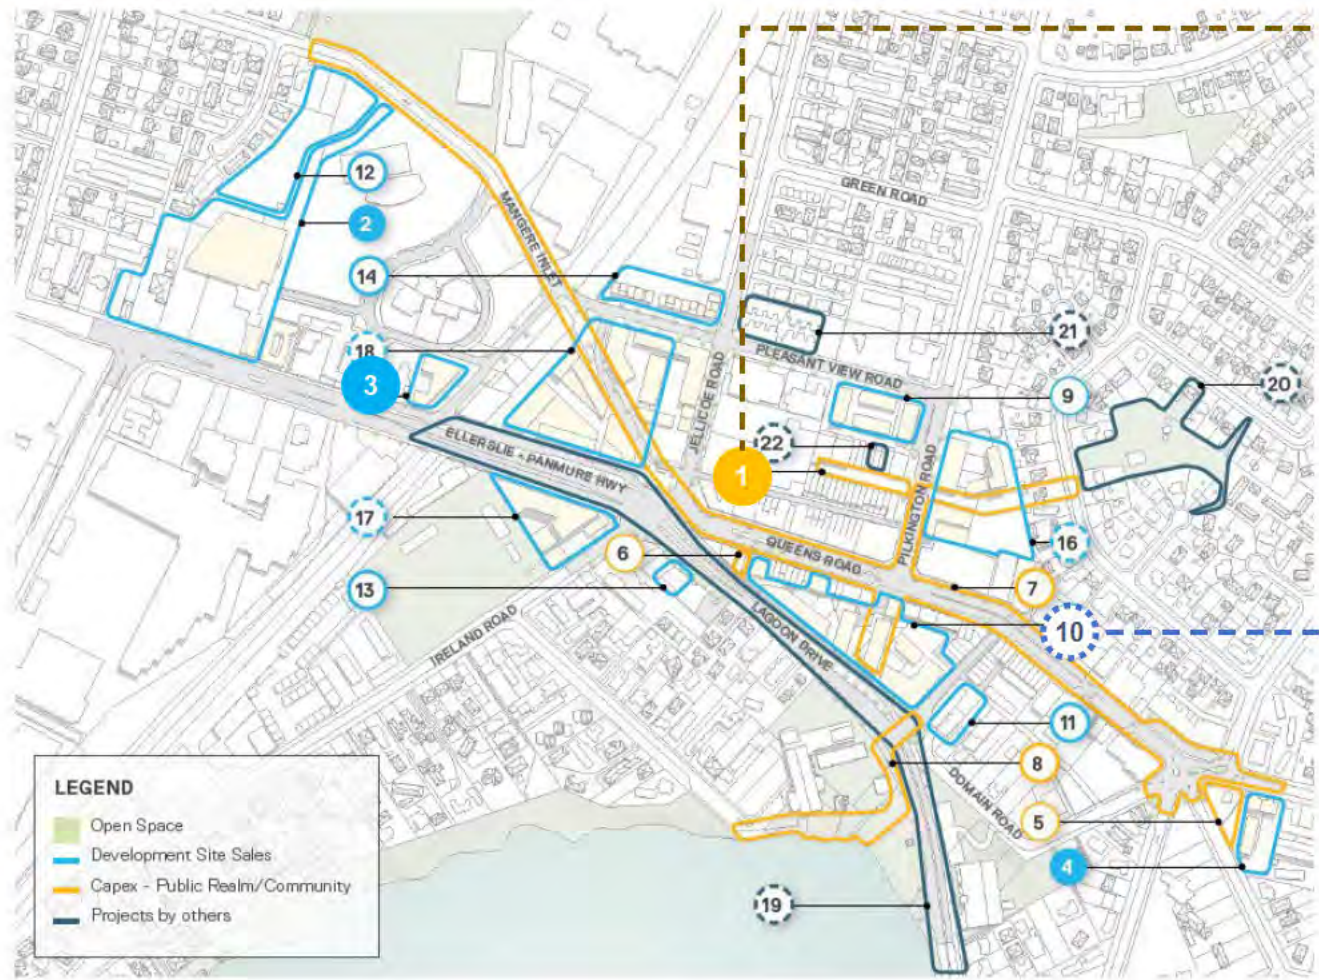 12
2
14
18
3
MANGERE INLET
GREEN ROAD
21
PLEASANT VIEW ROAD
JELLICOE ROAD
9
20
22
1
PILKINGTON ROAD
ELLERSLIE - PANMURE HWY
17
6
QUEENS ROAD
16
13
7
IRELAND ROAD
LAGOON DRIVE
10
11
8
DOMAIN ROAD
5
4
19
LEGEND
Open Space
Development Site Sales
Capex - Public Realm/Community
Projects by others